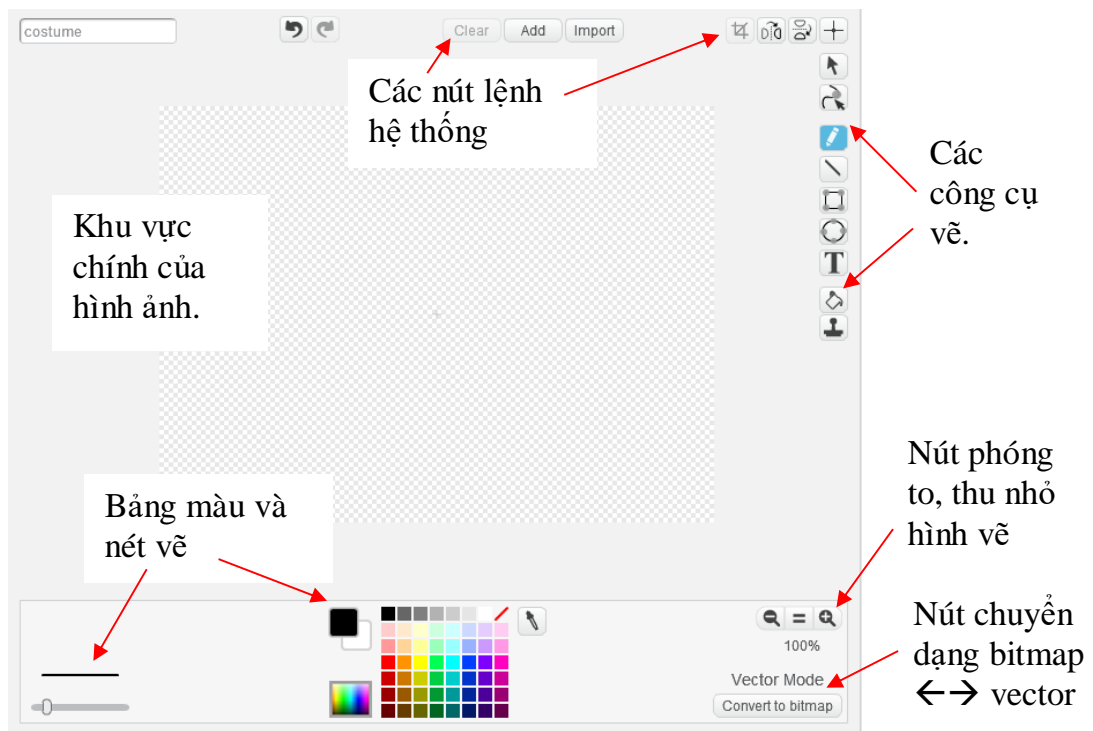 costume
Clear
Add
Import
Các nút lệnh
hệ thống
Các
công cụ
vẽ.
Khu vực
chính của
hình ảnh.
T
Bảng màu và
nét vẽ
Nút phóng
to, thu nhỏ
hình vẽ
100%
Vector Mode
Convert to bitmap
Nút chuyển
dạng bitmap
←→ vector